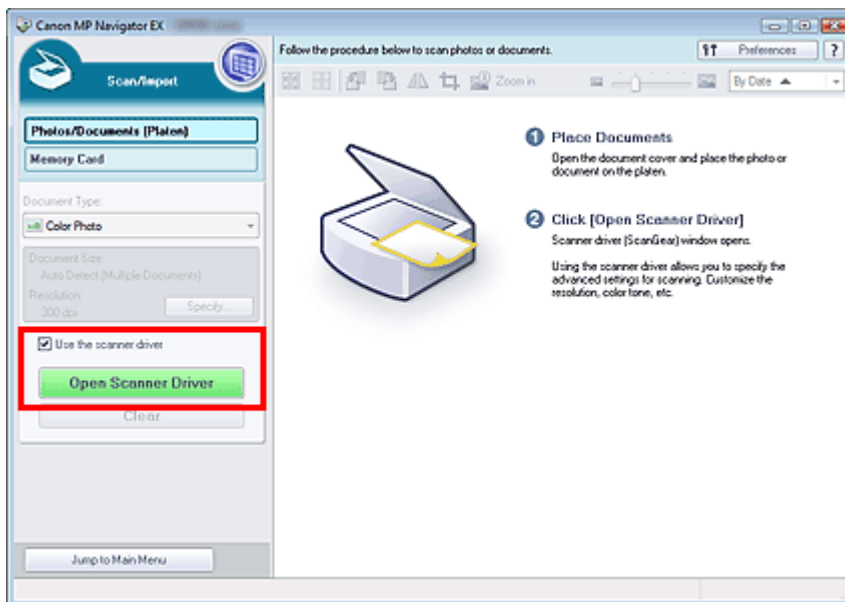 Canon MP Navigator EX
Scan/Import
Follow the procedure below to scan photos or documents.
Preferences
?
Zoom in
By Date
Photos/Documents (Platen)
Memory Card
Document Type:
Color Photo
Document Size:
Auto Detect (Multiple Documents)
Resolution:
300 dpi
Specify...
Use the scanner driver
Open Scanner Driver
Clear
Jump to Main Menu
1 Place Documents
Open the document cover and place the photo or
document on the platen.
2 Click [Open Scanner Driver]
Scanner driver (ScanGear) window opens.
Using the scanner driver allows you to specify the
advanced settings for scanning. Customize the
resolution, color tone, etc.